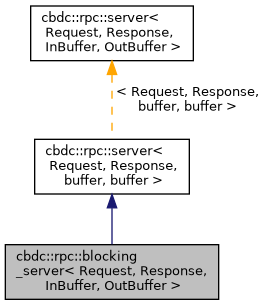 cbdc::rpc::server<
Request, Response,
InBuffer, OutBuffer >
< Request, Response,
buffer, buffer >
cbdc::rpc::server<
Request, Response,
buffer, buffer >
cbdc::rpc::blocking
_server< Request, Response,
InBuffer, OutBuffer >